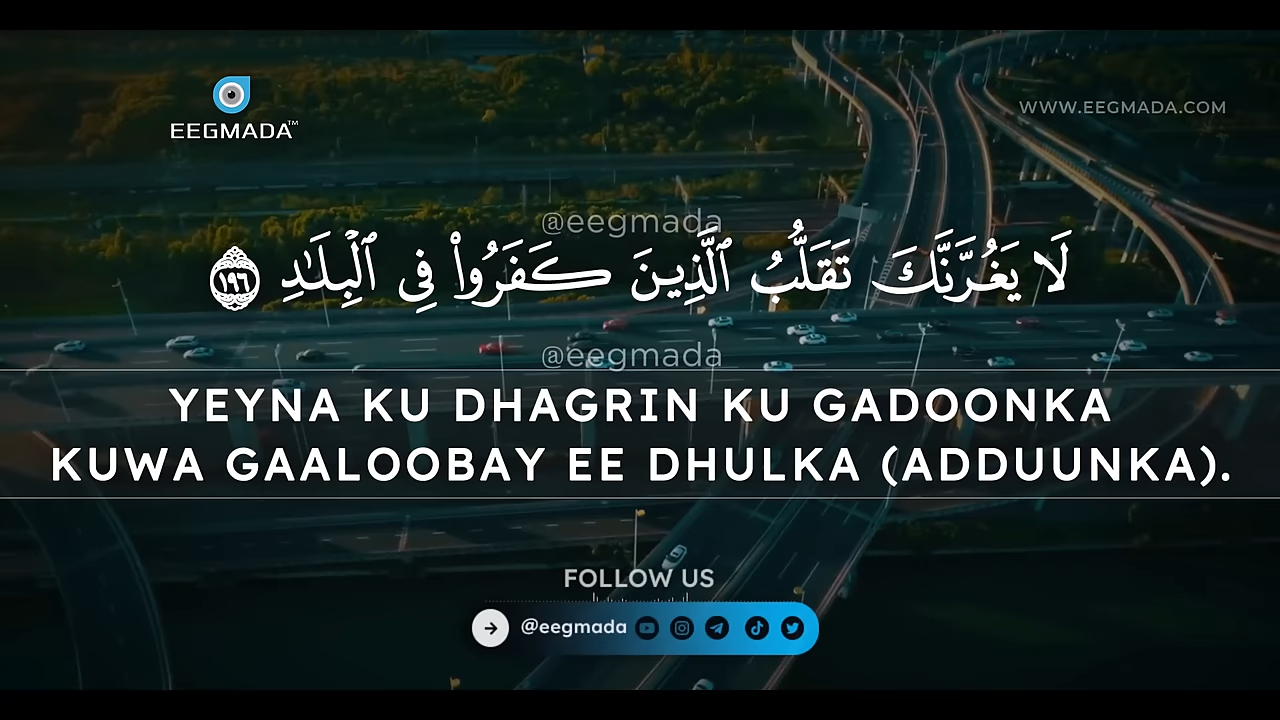 EEGMADA™
WWW.EEGMADA.COM
@eegmada
لَا يَغُرَّنَّكَ تَقَلُّبُ ٱلَّذِينَ كَفَرُوا۟ فِى ٱلْبِلَـٰدِ ١٩٦
@eegmada
YEYNA KU DHAGRIN KU GADOONKA
KUWA GAALOOBAY EE DHULKA (ADDUUNKA).
FOLLOW US
@eegmada